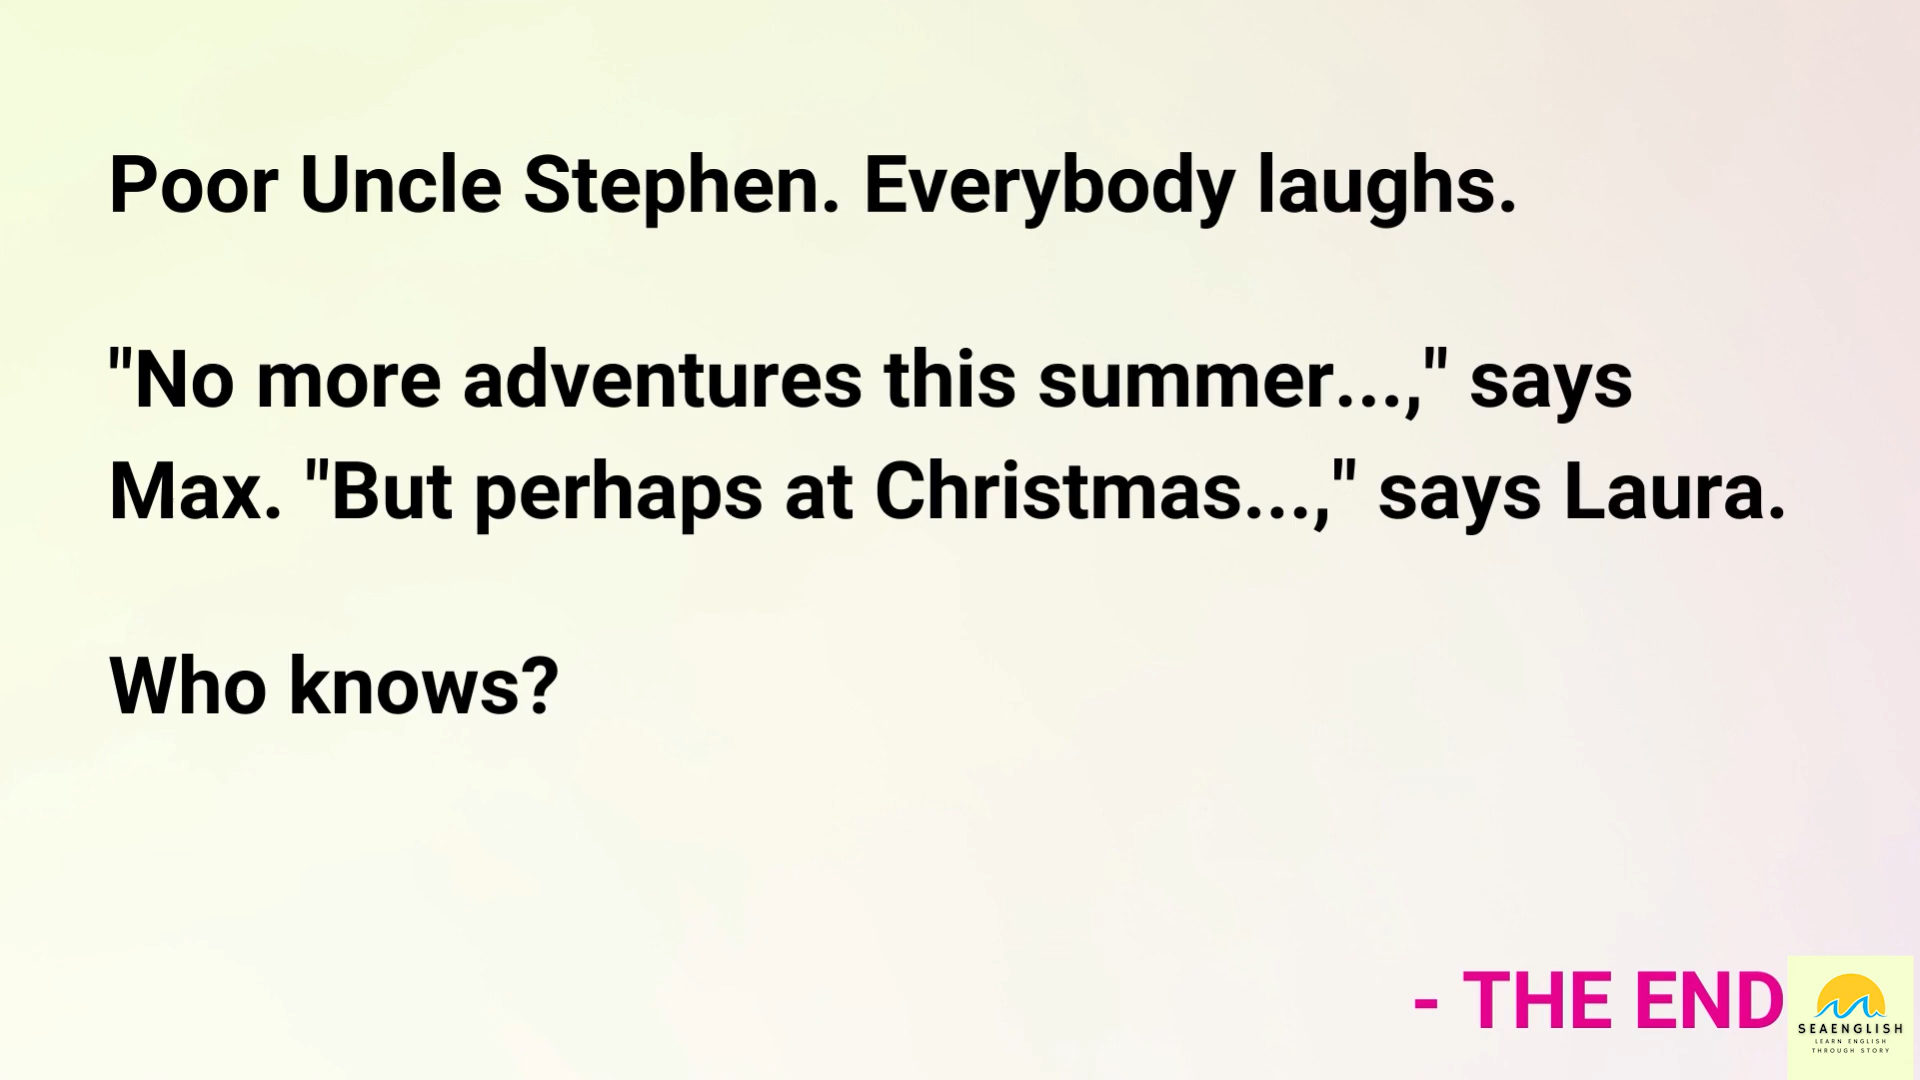 Poor Uncle Stephen. Everybody laughs.
"No more adventures this summer...," says
Max. "But perhaps at Christmas...," says Laura.
Who knows?
- THE END
SEAENGLISH
LEARN ENGLISH
THROUGH STORY